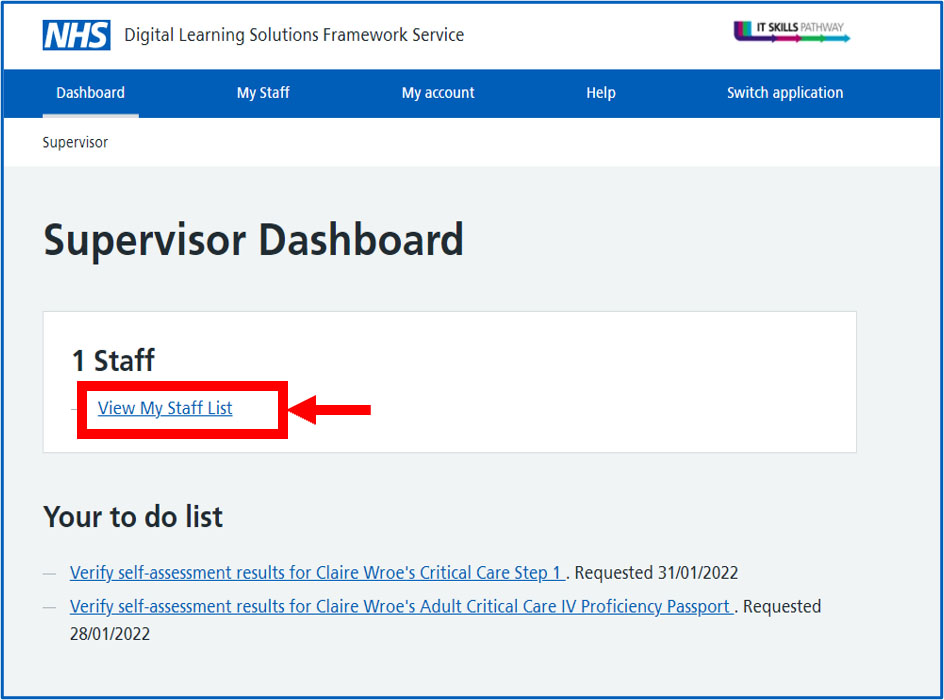 NHS Digital Learning Solutions Framework Service
IT SKILLS PATHWAY
Dashboard My Staff My account Help Switch application
Supervisor
Supervisor Dashboard
1 Staff
View My Staff List
Your to do list
— Verify self-assessment results for Claire Wroe's Critical Care Step 1 . Requested 31/01/2022
— Verify self-assessment results for Claire Wroe's Adult Critical Care IV Proficiency Passport . Requested
28/01/2022